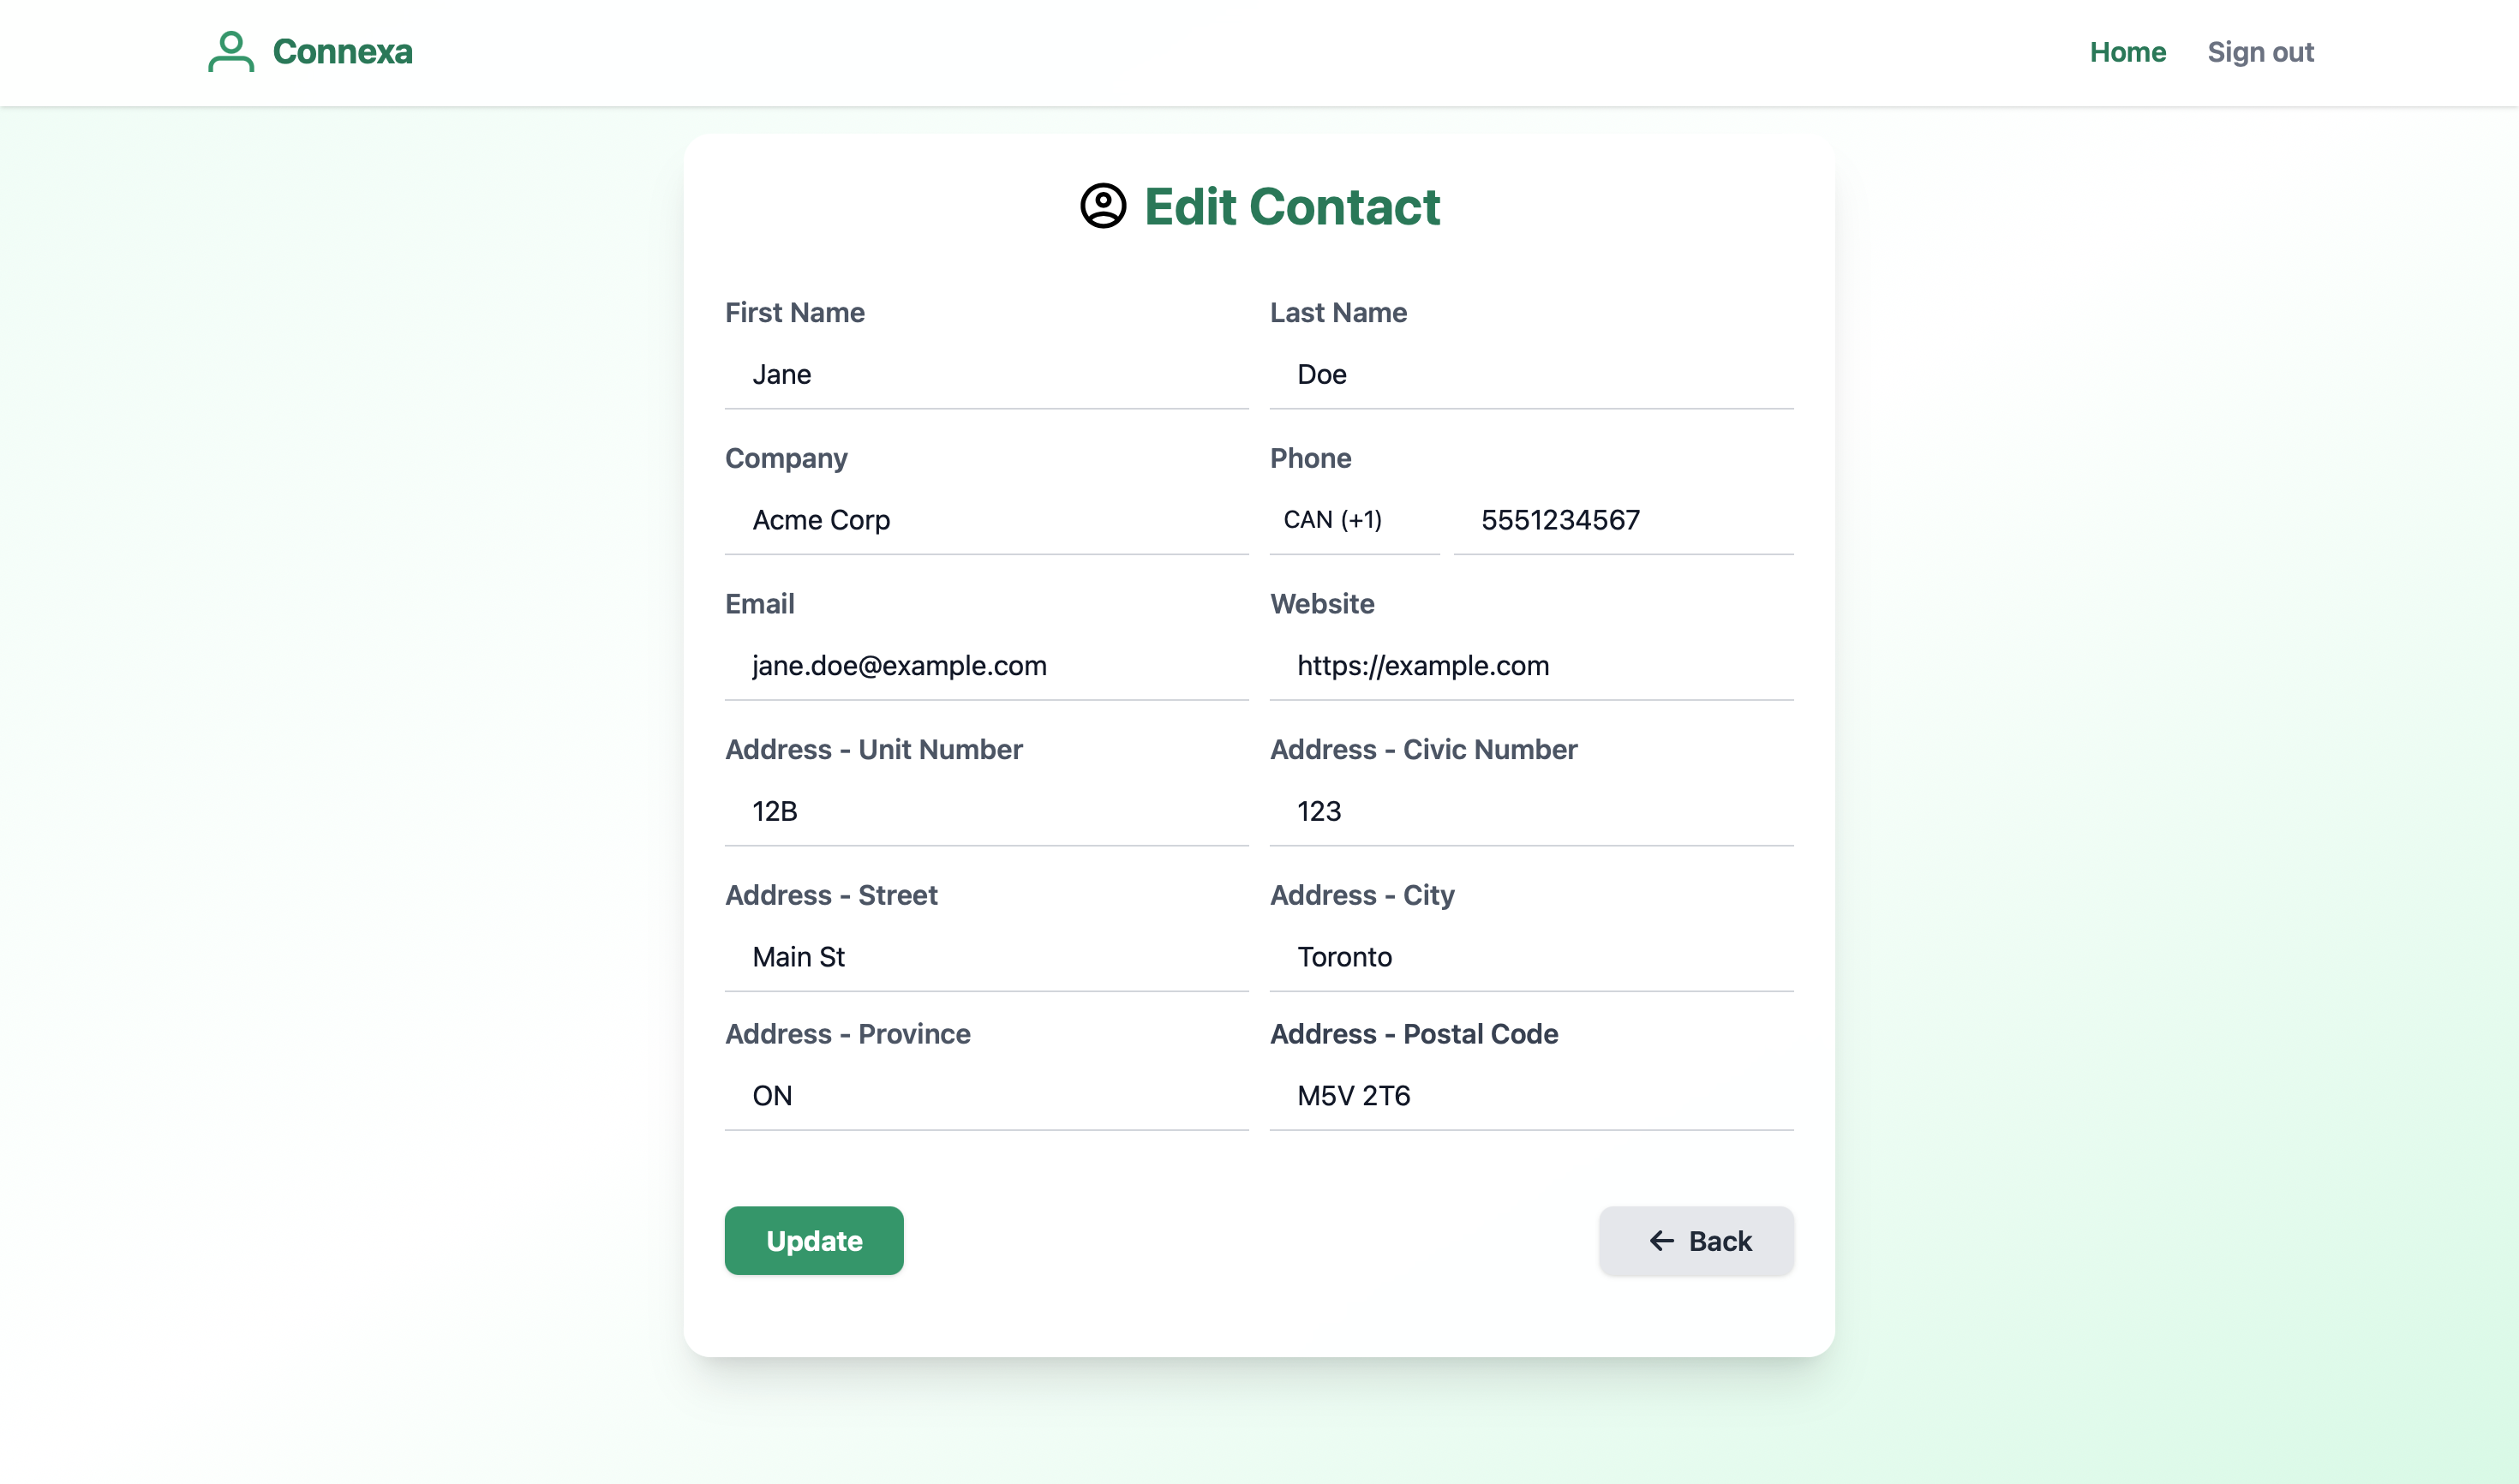 Connexa
Home Sign out
Edit Contact
First Name Last Name
Jane Doe
Company Phone
Acme Corp CAN (+1) 5551234567
Email Website
jane.doe@example.com https://example.com
Address - Unit Number Address - Civic Number
12B 123
Address - Street Address - City
Main St Toronto
Address - Province Address - Postal Code
ON M5V 2T6
Update Back